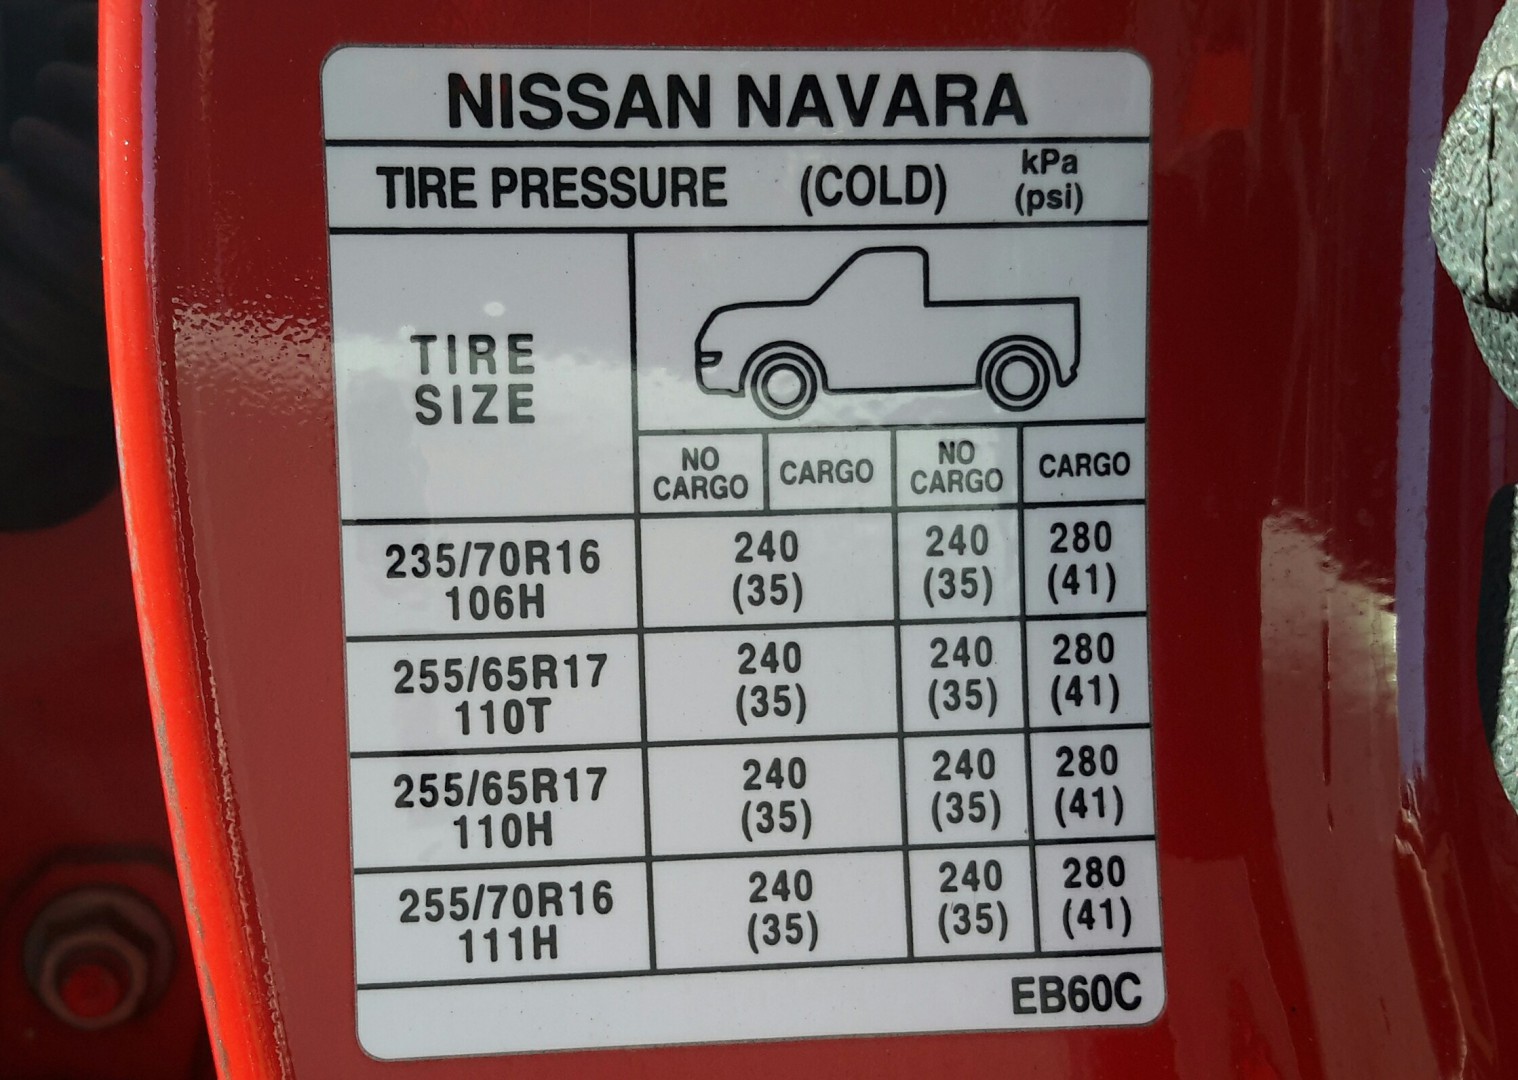 NISSAN NAVARA
TIRE PRESSURE (COLD) kPa
(psi)
TIRE
SIZE
NO
CARGO
CARGO
NO
CARGO
CARGO
235/70R16
106H
240
(35)
240
(35)
280
(41)
255/65R17
110T
240
(35)
240
(35)
280
(41)
255/65R17
110H
240
(35)
240
(35)
280
(41)
255/70R16
111H
240
(35)
240
(35)
280
(41)
EB60C